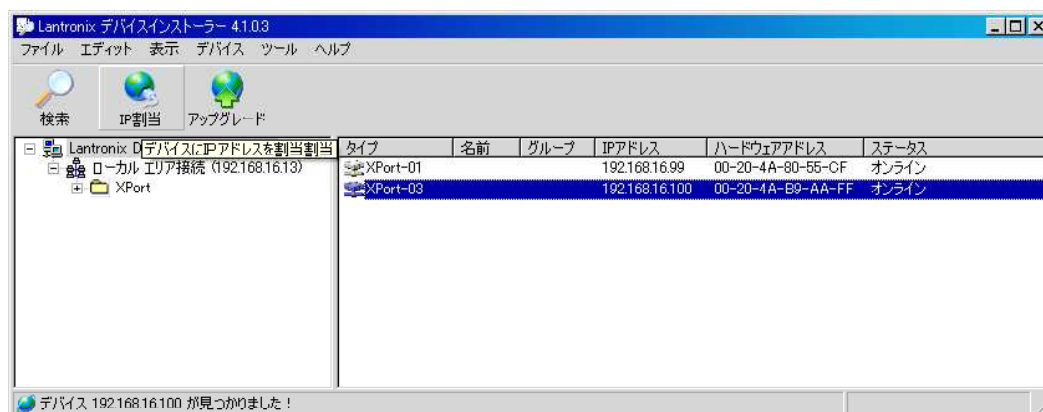 Lantronix デバイスインストーラー 4.1.0.3
ファイル エディット 表示 デバイス ツール ヘルプ
検索 IP割当 アップグレード
Lantronix D デバイスにIPアドレスを割当割当
ローカル エリア接続 (192.168.16.13)
XPort
タイプ 名前 グループ IPアドレス ハードウェアアドレス ステータス
XPort-01 192.168.16.99 00-20-4A-80-55-CF オンライン
XPort-03 192.168.16.100 00-20-4A-B9-AA-FF オンライン
デバイス 192.168.16.100 が見つかりました！